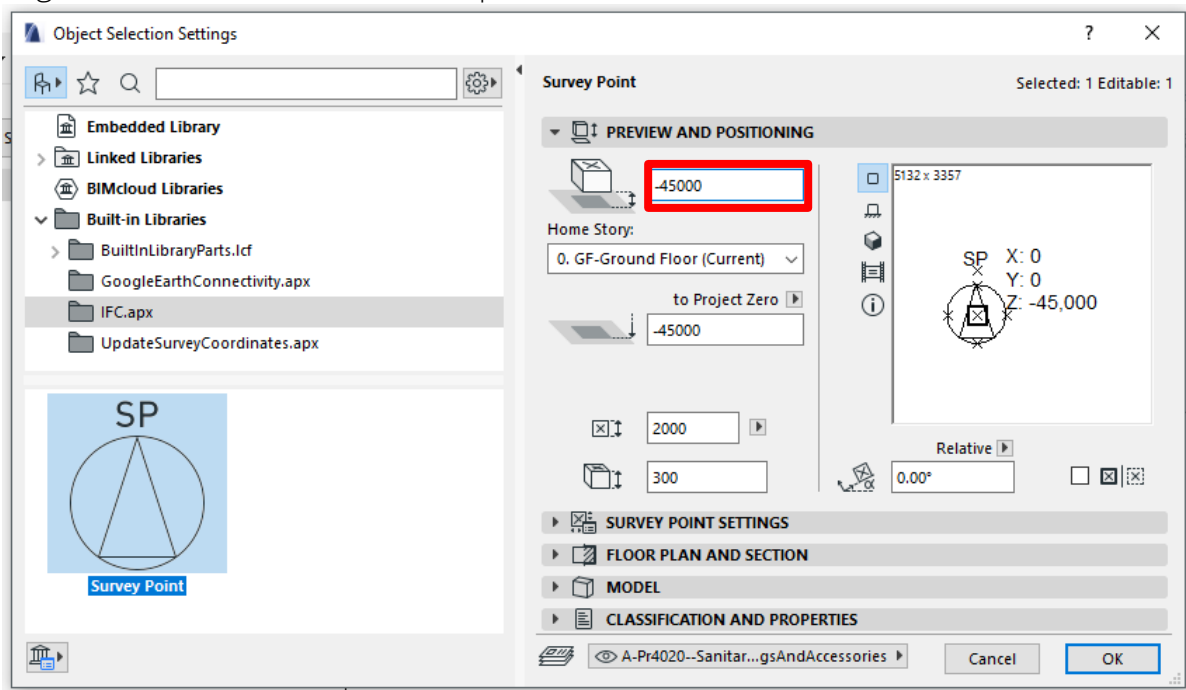 Object Selection Settings
?
Survey Point
Selected: 1 Editable: 1
Embedded Library
Linked Libraries
BIMcloud Libraries
Built-in Libraries
BuiltInLibraryParts.lcf
GoogleEarthConnectivity.apx
IFC.apx
UpdateSurveyCoordinates.apx
SP
Survey Point
PREVIEW AND POSITIONING
-45000
Home Story:
0. GF-Ground Floor (Current)
to Project Zero
-45000
2000
300
5132 x 3357
SP
X: 0
Y: 0
Z: -45,000
Relative
0.00°
SURVEY POINT SETTINGS
FLOOR PLAN AND SECTION
MODEL
CLASSIFICATION AND PROPERTIES
A-Pr4020--Sanitar...gsAndAccessories
Cancel
OK